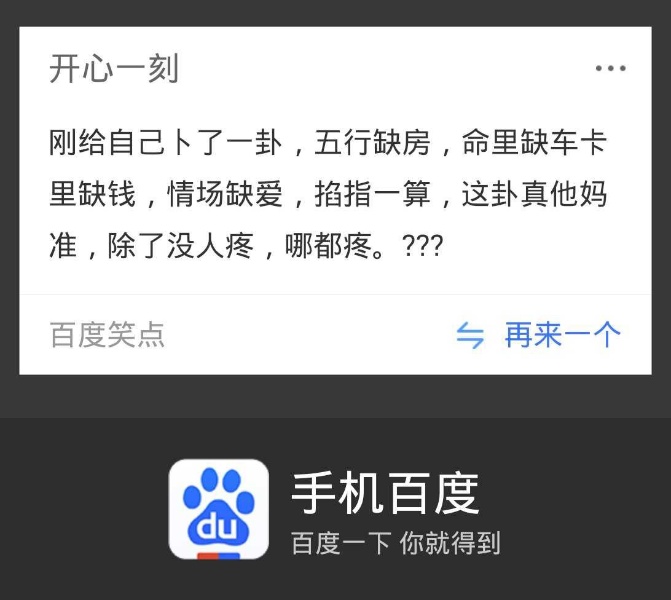 开心一刻
刚给自己卜了一卦，五行缺房，命里缺车卡
里缺钱，情场缺爱，掐指一算，这卦真他妈
准，除了没人疼，哪都疼。???
百度笑点
再来一个
du
手机百度
百度一下 你就得到